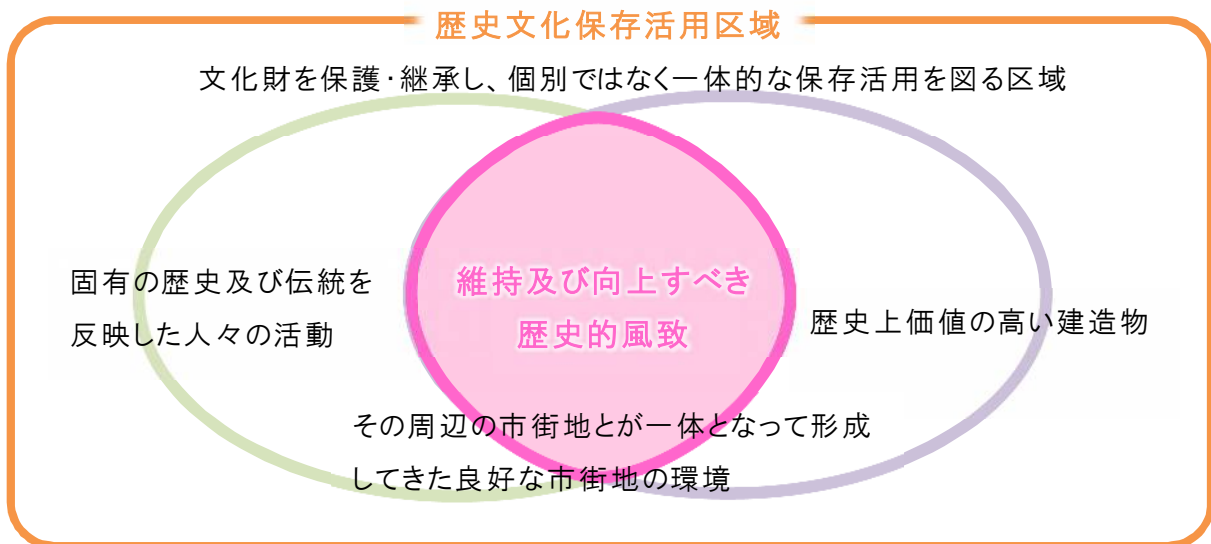 歴史文化保存活用区域
文化財を保護・継承し、個別ではなく一体的な保存活用を図る区域
固有の歴史及び伝統を
反映した人々の活動
維持及び向上すべき
歴史的風致
歴史上価値の高い建造物
その周辺の市街地とが一体となって形成
してきた良好な市街地の環境